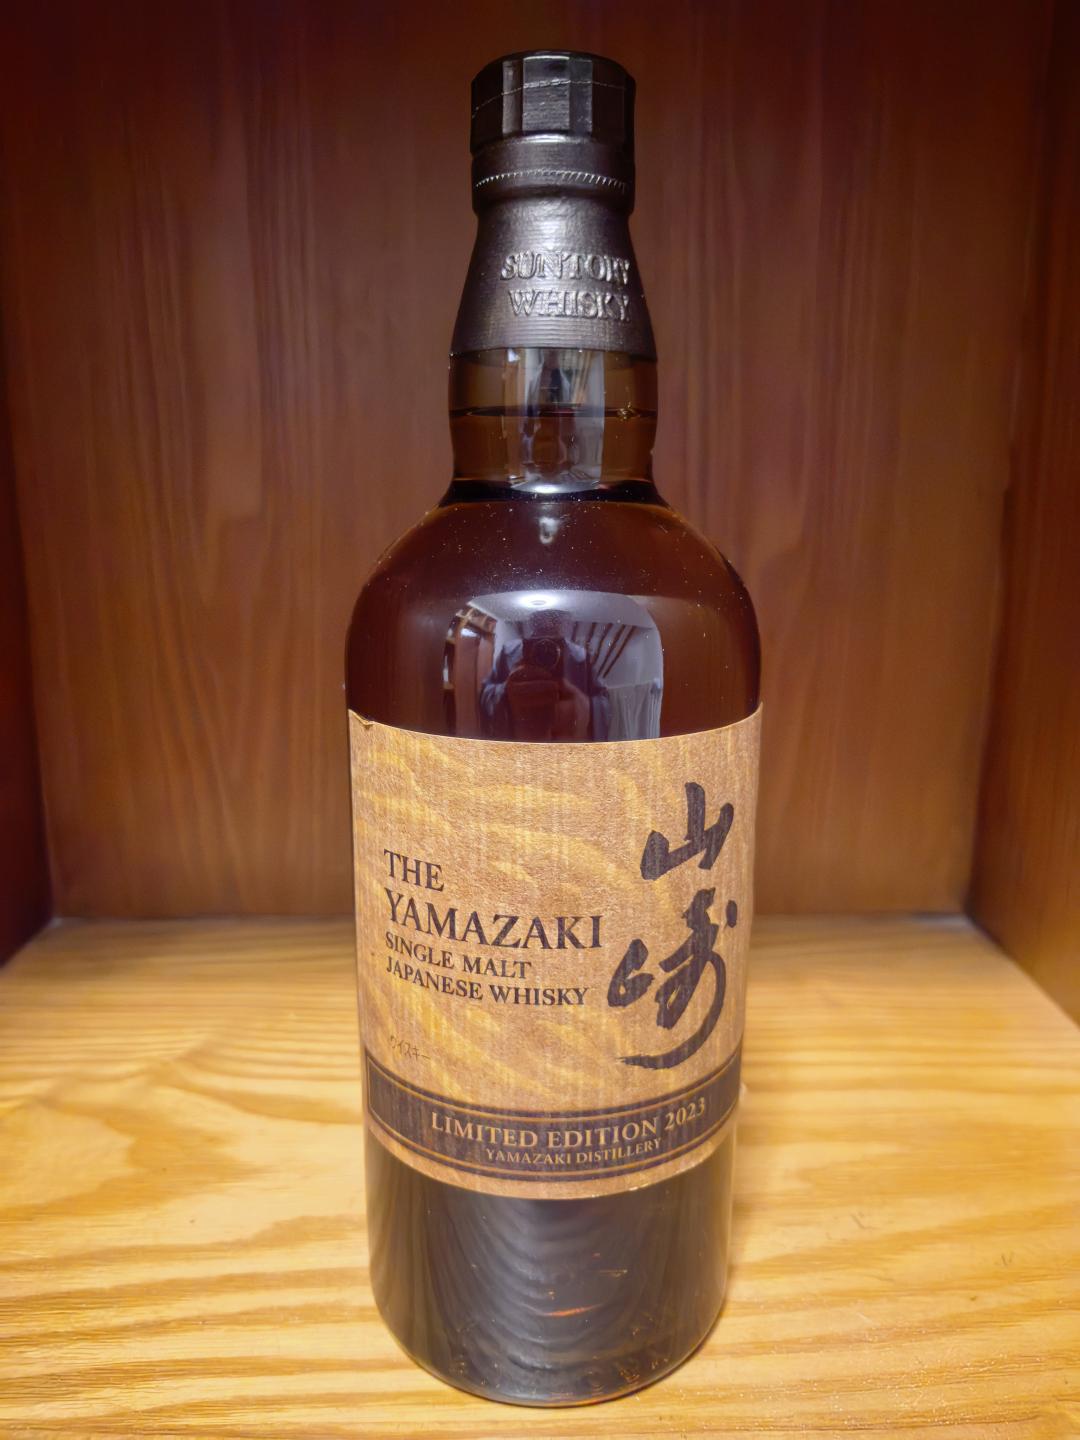 SUNTORY
WHISKY
山崎
THE
YAMAZAKI
SINGLE MALT
JAPANESE WHISKY
ウイスキー
LIMITED EDITION 2023
YAMAZAKI DISTILLERY